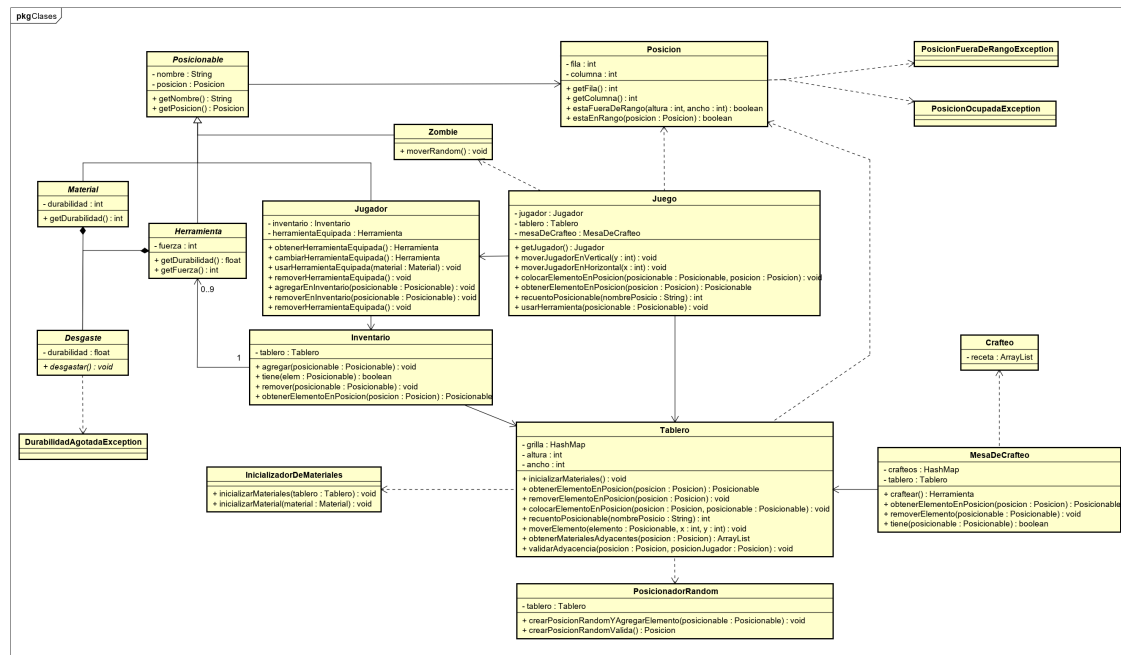 pkg Clases
Posicionable
- nombre : String
- posicion : Posicion
+ getNombre() : String
+ getPosicion() : Posicion
Posicion
- fila : int
- columna : int
+ getFila() : int
+ getColumna() : int
+ estaFueraDeRango(altura : int, ancho : int) : boolean
+ estaEnRango(posicion : Posicion) : boolean
PosicionFueraDeRangoException
PosicionOcupadaException
Zombie
+ moverRandom() : void
Material
- durabilidad : int
+ getDurabilidad() : int
Herramienta
- fuerza : int
+ getDurabilidad() : float
+ getFuerza() : int
0..9
1
Jugador
- inventario : Inventario
- herramientaEquipada : Herramienta
+ obtenerHerramientaEquipada() : Herramienta
+ cambiarHerramientaEquipada() : Herramienta
+ usarHerramientaEquipada(material : Material) : void
+ removerHerramientaEquipada() : void
+ agregarEnInventario(posicionable : Posicionable) : void
+ removerEnInventario(posicionable : Posicionable) : void
+ removerHerramientaEquipada() : void
Juego
- jugador : Jugador
- tablero : Tablero
- mesaDeCrafteo : MesaDeCrafteo
+ getJugador() : Jugador
+ moverJugadorEnVertical(y : int) : void
+ moverJugadorEnHorizontal(x : int) : void
+ colocarElementoEnPosicion(posicionable : Posicionable, posicion : Posicion) : void
+ obtenerElementoEnPosicion(posicion : Posicion) : Posicionable
+ recuentoPosicionable(nombrePosicio : String) : int
+ usarHerramienta(posicionable : Posicionable) : void
Desgaste
- durabilidad : float
+ desgastar() : void
DurabilidadAgotadaException
Inventario
- tablero : Tablero
+ agregar(posicionable : Posicionable) : void
+ tiene(elem : Posicionable) : boolean
+ remover(posicionable : Posicionable) : void
+ obtenerElementoEnPosicion(posicion : Posicion) : Posicionable
Crafteo
- receta : ArrayList
InicializadorDeMateriales
+ inicializarMateriales(tablero : Tablero) : void
+ inicializarMaterial(material : Material) : void
Tablero
- grilla : HashMap
- altura : int
- ancho : int
+ inicializarMateriales() : void
+ obtenerElementoEnPosicion(posicion : Posicion) : Posicionable
+ removerElementoEnPosicion(posicion : Posicion) : void
+ colocarElementoEnPosicion(posicion : Posicion, posicionable : Posicionable) : void
+ recuentoPosicionable(nombrePosicio : String) : int
+ moverElemento(elemento : Posicionable, x : int, y : int) : void
+ obtenerMaterialesAdyacentes(posicion : Posicion) : ArrayList
+ validarAdyacencia(posicion : Posicion, posicionJugador : Posicion) : void
MesaDeCrafteo
- crafteos : HashMap
- tablero : Tablero
+ craftear() : Herramienta
+ obtenerElementoEnPosicion(posicion : Posicion) : Posicionable
+ removerElemento(posicionable : Posicionable) : void
+ tiene(posicionable : Posicionable) : boolean
PosicionadorRandom
- tablero : Tablero
+ crearPosicionRandomYAgregarElemento(posicionable : Posicionable) : void
+ crearPosicionRandomValida() : Posicion